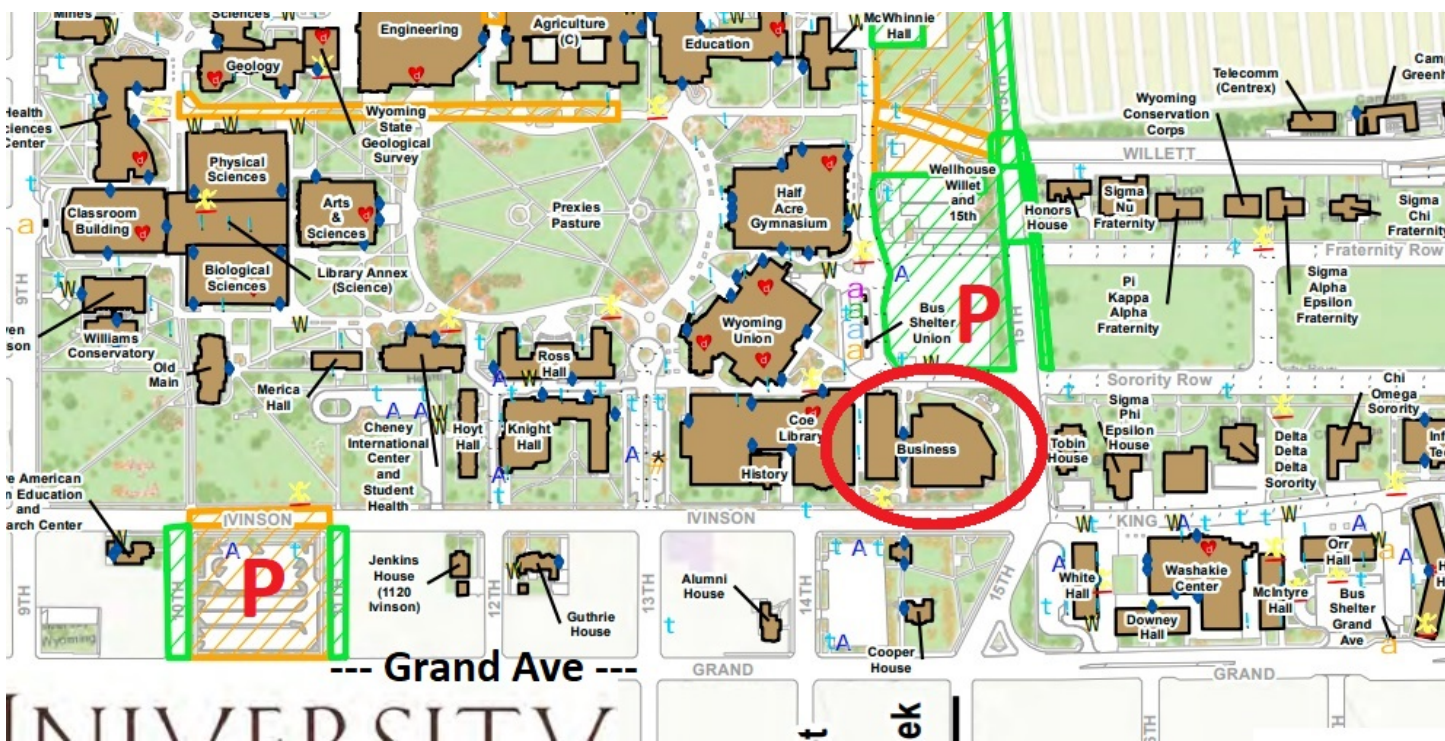 Mines
Sciences
Engineering
Agriculture
(C)
Education
McWhinnie
Hall
Geology
Telecomm
(Centrex)
Wyoming
Conservation
Corps
Wyoming
State
Geological
Survey
WILLETT
Physical
Sciences
Half
Acre
Gymnasium
Wellhouse
Willet
and
15th
Honors
House
Sigma
Nu
Fraternity
Sigma
Chi
Fraternity
Classroom
Building
Arts
&
Sciences
Prexies
Pasture
Fraternity Row
Biological
Sciences
Library Annex
(Science)
9TH
15TH
Pi
Kappa
Alpha
Fraternity
Sigma
Alpha
Epsilon
Fraternity
P
Bus
Shelter
Union
Wyoming
Union
Williams
Conservatory
Old
Main
Merica
Hall
Ross
Hall
Sorority Row
Cheney
International
Center
and
Student
Health
Hoyt
Hall
Knight
Hall
Coe
Library
History
Business
Tobin
House
Sigma
Phi
Epsilon
House
Chi
Omega
Sorority
Delta
Delta
Delta
Sorority
IVINSON
IVINSON
KING
P
Jenkins
House
(1120
Ivinson)
Guthrie
House
Alumni
House
Cooper
House
White
Hall
Washakie
Center
Downey
Hall
McIntyre
Hall
Orr
Hall
Bus
Shelter
Grand
Ave
9TH
10TH
11TH
12TH
13TH
14TH
15TH
--- Grand Ave ---
GRAND
GRAND
Wyoming
UNIVERSITY